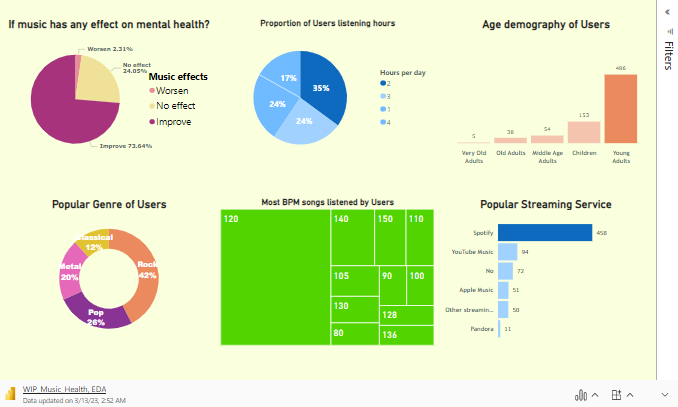 If music has any effect on mental health?
Worsen 2.31%
No effect
24.05%
Improve 73.64%
Music effects
Worsen
No effect
Improve
Proportion of Users listening hours
17%
35%
24%
24%
Hours per day
2
3
1
4
Age demography of Users
5
38
54
153
486
Very Old
Adults
Old Adults
Middle Age
Adults
Children
Young
Adults
Popular Genre of Users
Classical
12%
Rock
42%
Metal
20%
Pop
26%
Most BPM songs listened by Users
120
140
150
110
105
90
100
130
128
80
136
Popular Streaming Service
Spotify 458
YouTube Music 94
No 72
Apple Music 51
Other streamin... 50
Pandora 11
Filters
WIP_Music_Health, EDA
Data updated on 3/13/23, 2:52 AM